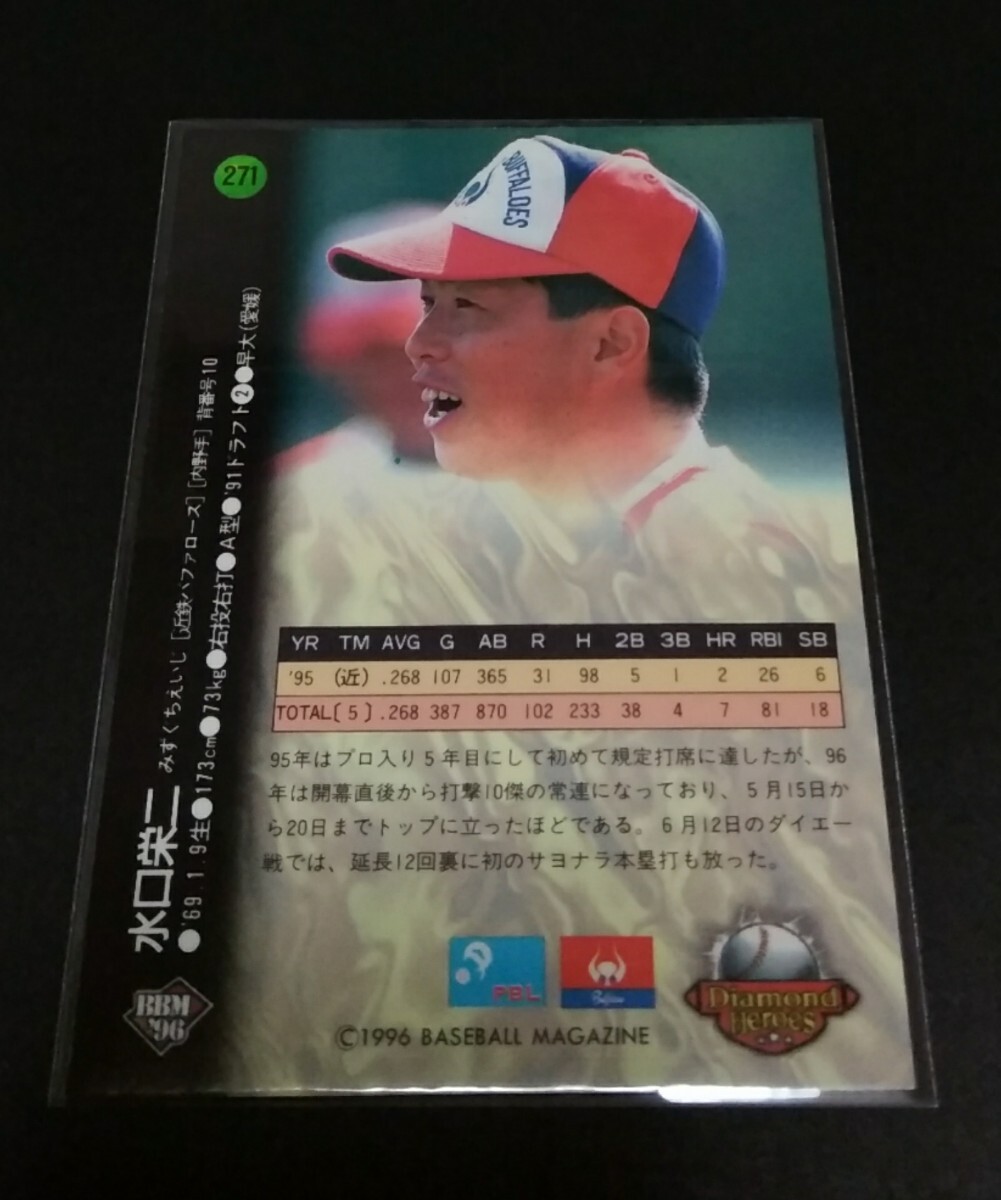 271
BUFFALOES
水口栄二 みずくちえいじ [近鉄バファローズ] [内野手] 背番号10
●'69.1.9生●173cm●73kg●右投右打●A型●'91ドラフト②●早大(愛媛)
YR TM AVG G AB R H 2B 3B HR RBI SB
'95 (近) .268 107 365 31 98 5 1 2 26 6
TOTAL[5] .268 387 870 102 233 38 4 7 81 18
95年はプロ入り5年目にして初めて規定打席に達したが、96
年は開幕直後から打撃10傑の常連になっており、5月15日か
ら20日までトップに立ったほどである。6月12日のダイエー
戦では、延長12回裏に初のサヨナラ本塁打も放った。
BBM
'96
PBL
Buffaloes
Diamond
Heroes
©1996 BASEBALL MAGAZINE